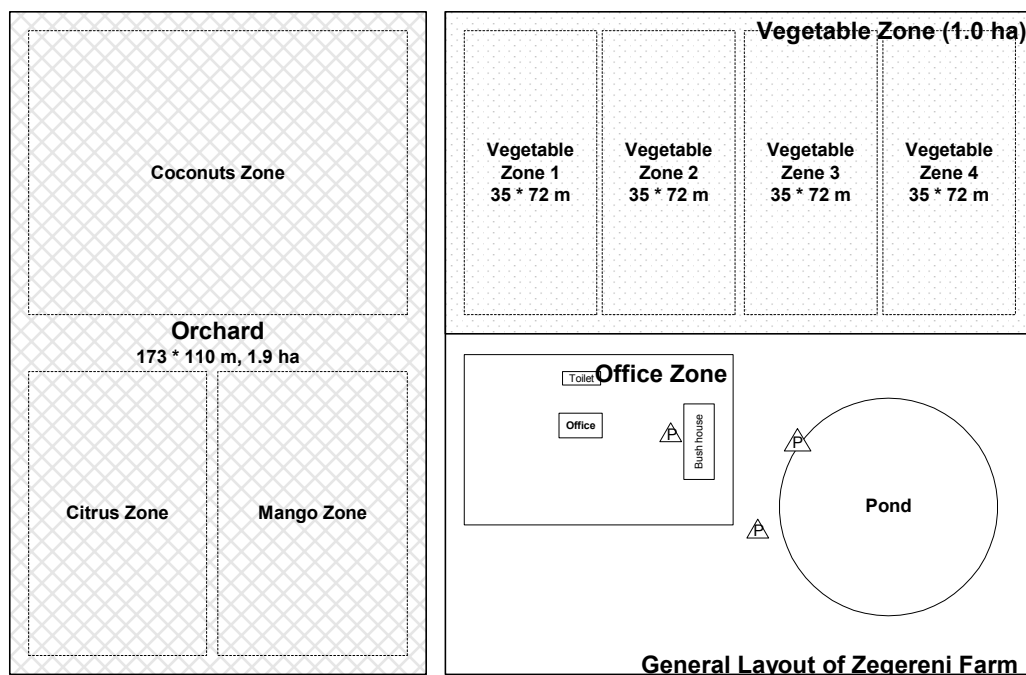 Coconuts Zone
Orchard
173 * 110 m, 1.9 ha
Citrus Zone
Mango Zone
Vegetable Zone (1.0 ha)
Vegetable
Zone 1
35 * 72 m
Vegetable
Zone 2
35 * 72 m
Vegetable
Zene 3
35 * 72 m
Vegetable
Zene 4
35 * 72 m
Office Zone
Toilet
Office
P
Bush house
P
P
Pond
General Layout of Zegereni Farm